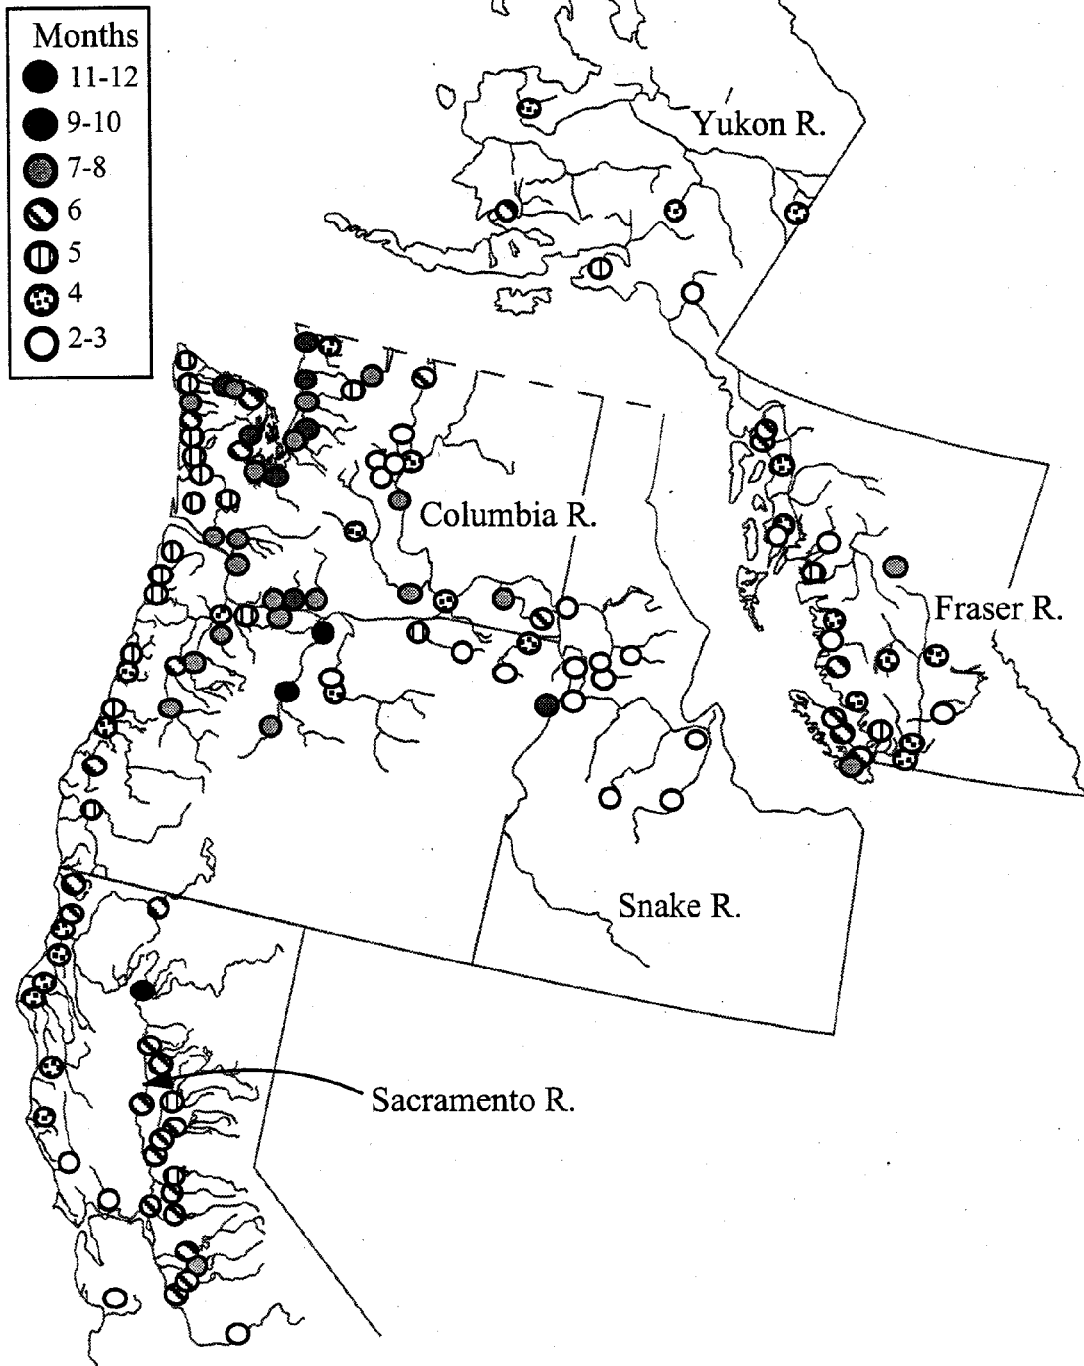 Months
11-12
9-10
7-8
6
5
4
2-3
Yukon R.
Columbia R.
Fraser R.
Snake R.
Sacramento R.